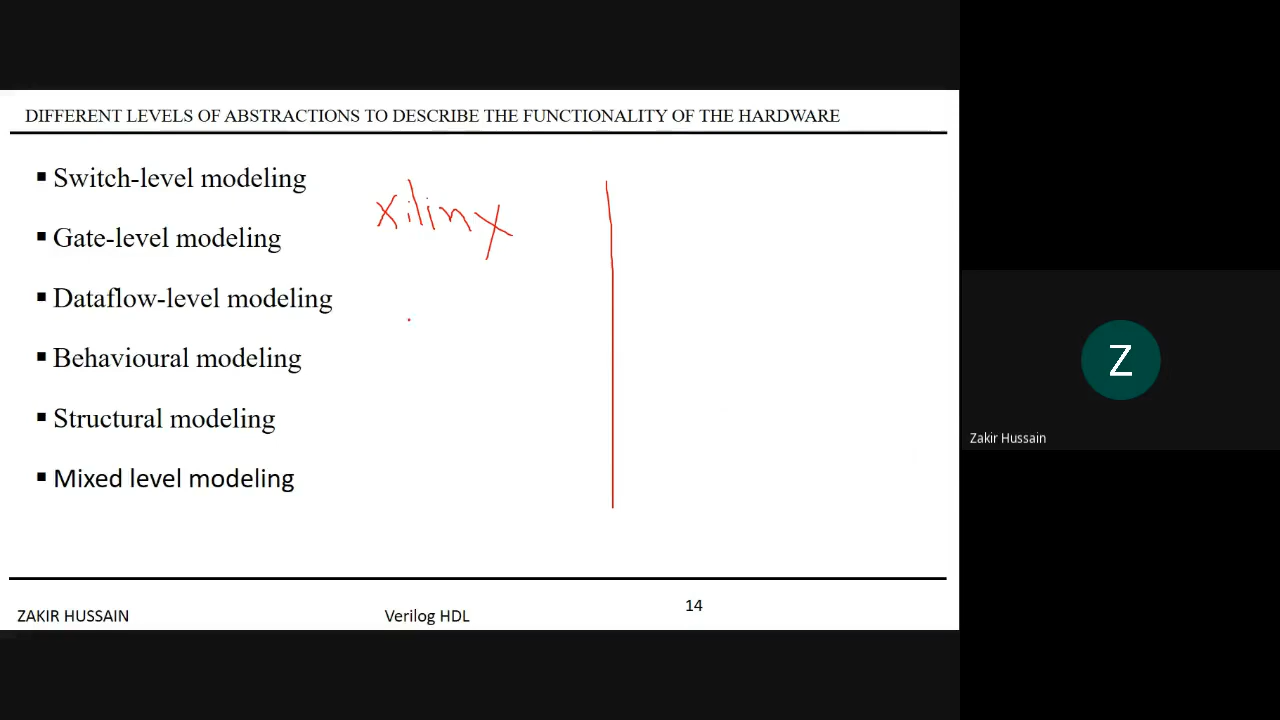 DIFFERENT LEVELS OF ABSTRACTIONS TO DESCRIBE THE FUNCTIONALITY OF THE HARDWARE
▪ Switch-level modeling
xilinx
▪ Gate-level modeling
▪ Dataflow-level modeling
▪ Behavioural modeling
▪ Structural modeling
▪ Mixed level modeling
ZAKIR HUSSAIN Verilog HDL 14
Z
Zakir Hussain